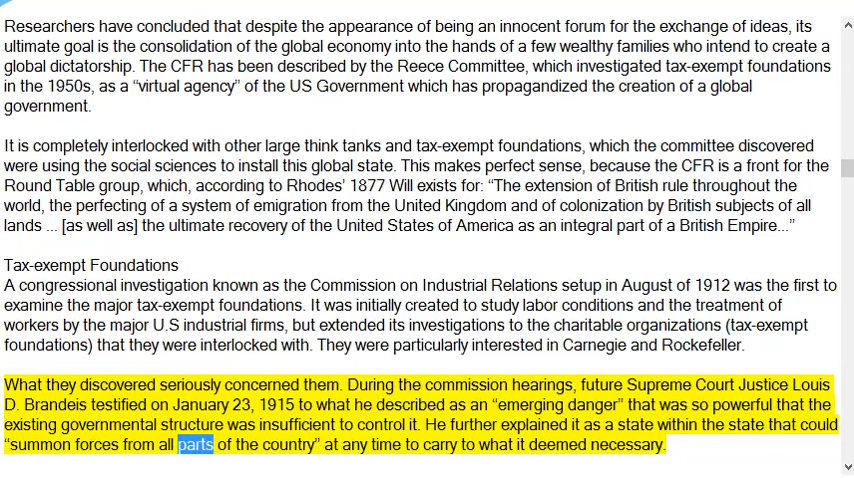 Researchers have concluded that despite the appearance of being an innocent forum for the exchange of ideas, its
ultimate goal is the consolidation of the global economy into the hands of a few wealthy families who intend to create a
global dictatorship. The CFR has been described by the Reece Committee, which investigated tax-exempt foundations
in the 1950s, as a “virtual agency” of the US Government which has propagandized the creation of a global
government.
It is completely interlocked with other large think tanks and tax-exempt foundations, which the committee discovered
were using the social sciences to install this global state. This makes perfect sense, because the CFR is a front for the
Round Table group, which, according to Rhodes’ 1877 Will exists for: “The extension of British rule throughout the
world, the perfecting of a system of emigration from the United Kingdom and of colonization by British subjects of all
lands ... [as well as] the ultimate recovery of the United States of America as an integral part of a British Empire...”
Tax-exempt Foundations
A congressional investigation known as the Commission on Industrial Relations setup in August of 1912 was the first to
examine the major tax-exempt foundations. It was initially created to study labor conditions and the treatment of
workers by the major U.S industrial firms, but extended its investigations to the charitable organizations (tax-exempt
foundations) that they were interlocked with. They were particularly interested in Carnegie and Rockefeller.
What they discovered seriously concerned them. During the commission hearings, future Supreme Court Justice Louis
D. Brandeis testified on January 23, 1915 to what he described as an “emerging danger” that was so powerful that the
existing governmental structure was insufficient to control it. He further explained it as a state within the state that could
“summon forces from all parts of the country” at any time to carry to what it deemed necessary.